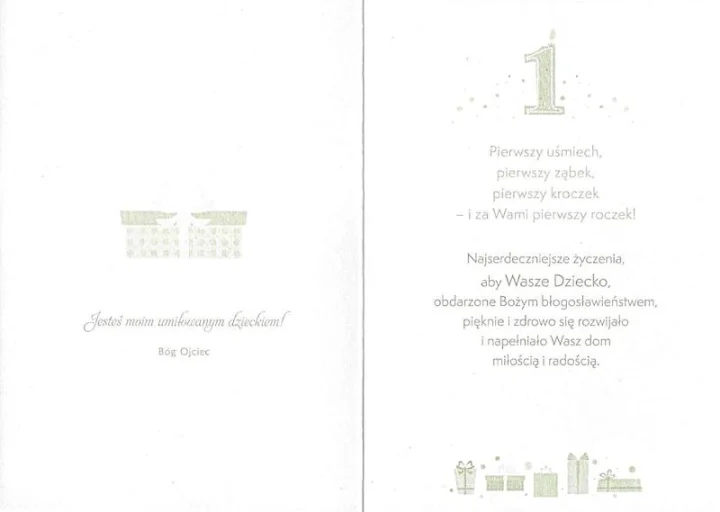 Jesteś moim umiłowanym dzieckiem!
Bóg Ojciec
1
Pierwszy uśmiech,
pierwszy ząbek,
pierwszy kroczek
– i za Wami pierwszy roczek!
Najserdeczniejsze życzenia,
aby Wasze Dziecko,
obdarzone Bożym błogosławieństwem,
pięknie i zdrowo się rozwijało
i napełniało Wasz dom
miłością i radością.